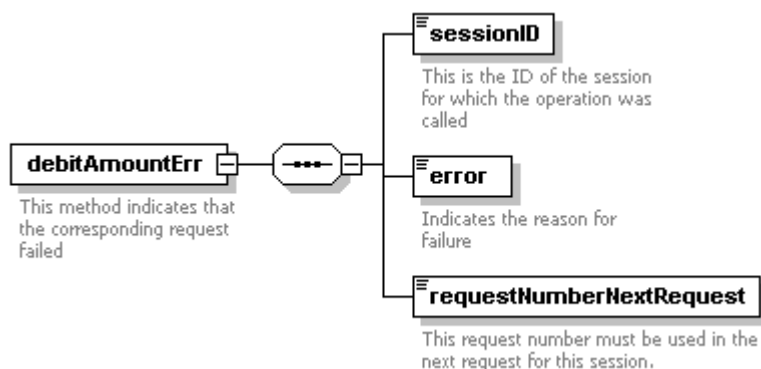 debitAmountErr
This method indicates that
the corresponding request
failed
sessionID
This is the ID of the session
for which the operation was
called
error
Indicates the reason for
failure
requestNumberNextRequest
This request number must be used in the
next request for this session.